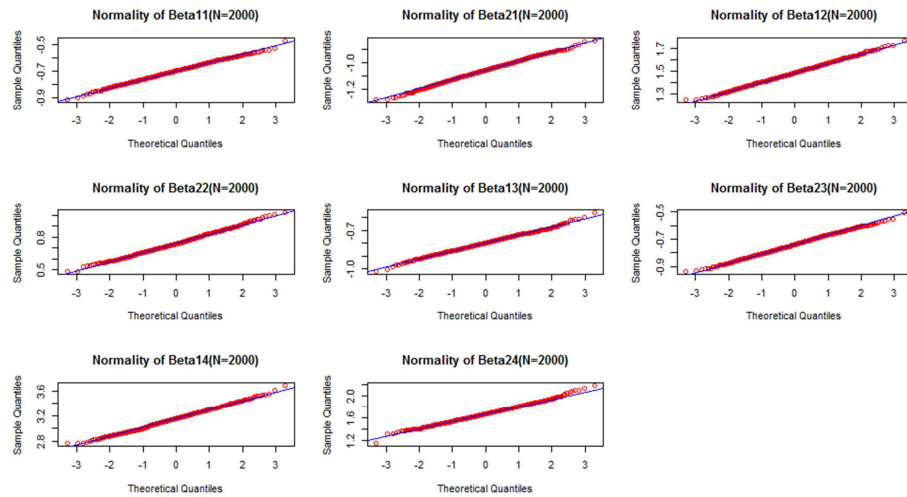 Normality of Beta11(N=2000)
Sample Quantiles
-0.9 -0.7 -0.5
-3 -2 -1 0 1 2 3
Theoretical Quantiles
Normality of Beta21(N=2000)
Sample Quantiles
-1.2 -1.0
-3 -2 -1 0 1 2 3
Theoretical Quantiles
Normality of Beta12(N=2000)
Sample Quantiles
1.3 1.5 1.7
-3 -2 -1 0 1 2 3
Theoretical Quantiles
Normality of Beta22(N=2000)
Sample Quantiles
0.5 0.8
-3 -2 -1 0 1 2 3
Theoretical Quantiles
Normality of Beta13(N=2000)
Sample Quantiles
-1.0 -0.7
-3 -2 -1 0 1 2 3
Theoretical Quantiles
Normality of Beta23(N=2000)
Sample Quantiles
-0.9 -0.7 -0.5
-3 -2 -1 0 1 2 3
Theoretical Quantiles
Normality of Beta14(N=2000)
Sample Quantiles
2.8 3.2 3.6
-3 -2 -1 0 1 2 3
Theoretical Quantiles
Normality of Beta24(N=2000)
Sample Quantiles
1.2 1.6 2.0
-3 -2 -1 0 1 2 3
Theoretical Quantiles